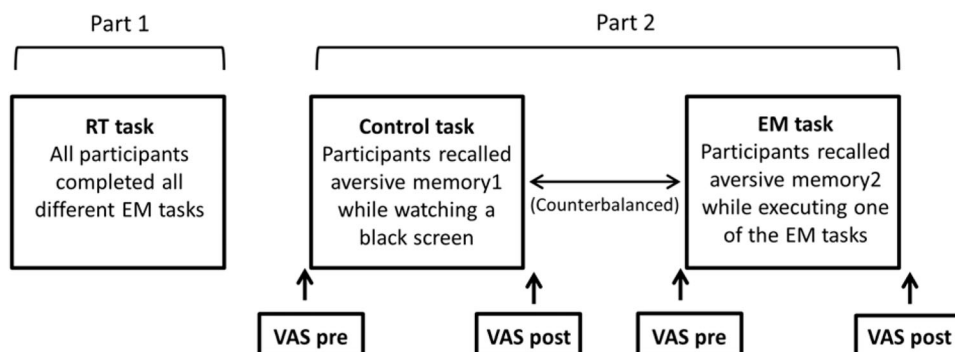 Part 1
Part 2
RT task
All participants
completed all
different EM tasks
Control task
Participants recalled
aversive memory1
while watching a
black screen
(Counterbalanced)
EM task
Participants recalled
aversive memory2
while executing one
of the EM tasks
VAS pre
VAS post
VAS pre
VAS post